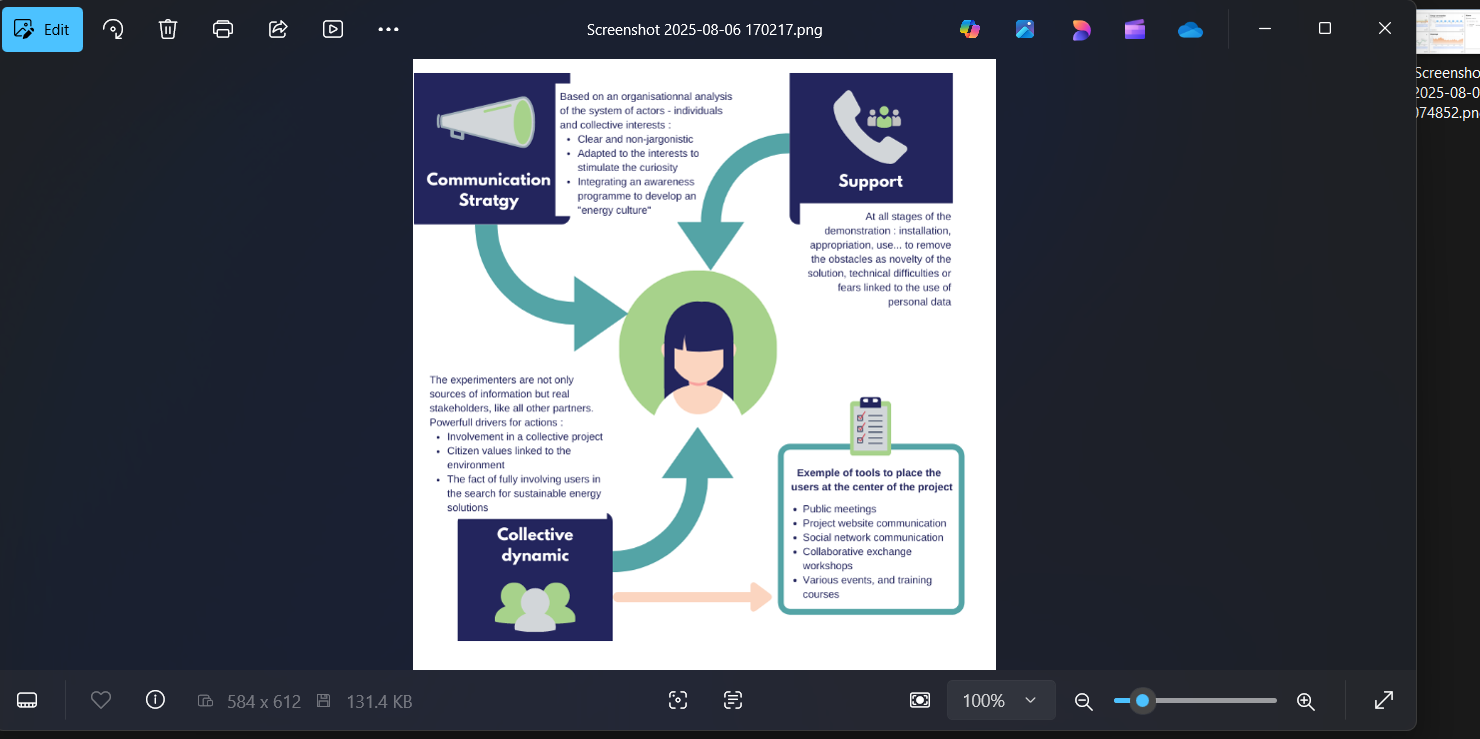 Edit
Screenshot 2025-08-06 170217.png
Screensho
2025-08-0
074852.pn
Communication
Stratgy
Based on an organisationnal analysis
of the system of actors - individuals
and collective interests :
• Clear and non-jargonistic
• Adapted to the interests to
stimulate the curiosity
• Integrating an awareness
programme to develop an
"energy culture"
Support
At all stages of the
demonstration : installation,
appropriation, use... to remove
the obstacles as novelty of the
solution, technical difficulties or
fears linked to the use of
personal data
The experimenters are not only
sources of information but real
stakeholders, like all other partners.
Powerfull drivers for actions :
• Involvement in a collective project
• Citizen values linked to the
environment
• The fact of fully involving users in
the search for sustainable energy
solutions
Collective
dynamic
Exemple of tools to place the
users at the center of the project
• Public meetings
• Project website communication
• Social network communication
• Collaborative exchange
workshops
• Various events, and training
courses
584 x 612
131.4 KB
100%